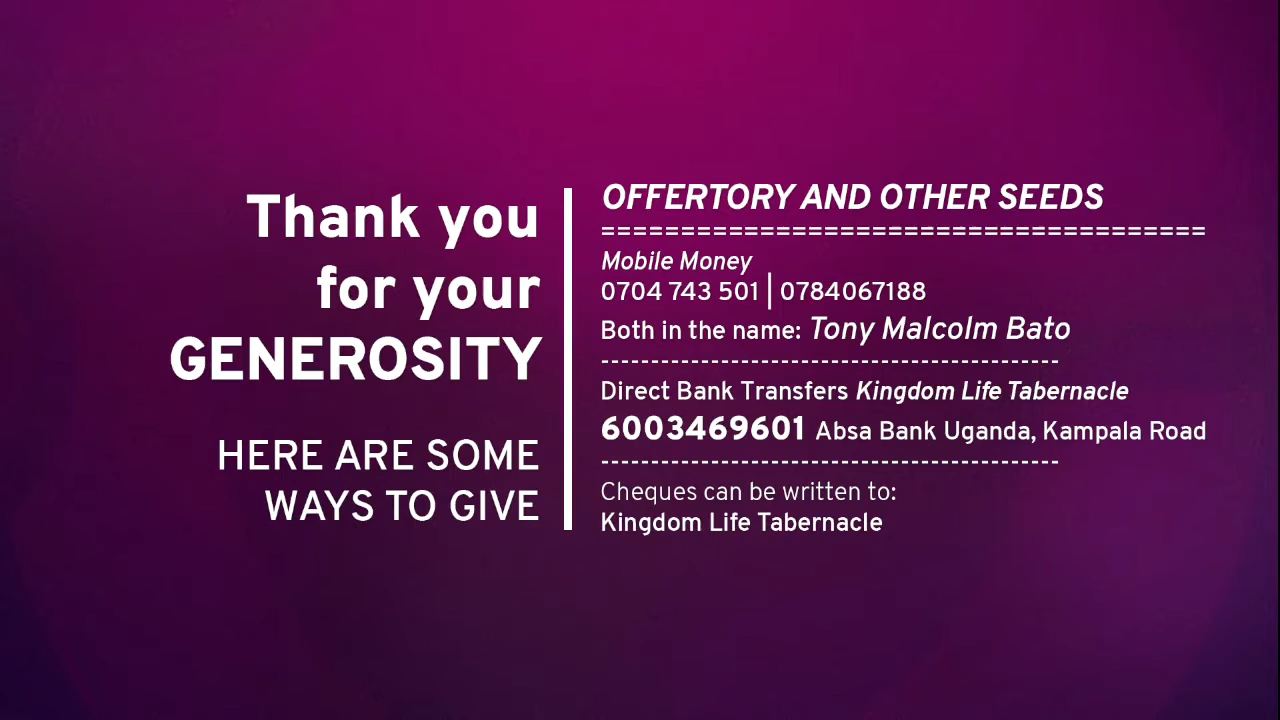 Thank you
for your
GENEROSITY
HERE ARE SOME
WAYS TO GIVE
OFFERTORY AND OTHER SEEDS
======================================
Mobile Money
0704 743 501 | 0784067188
Both in the name: Tony Malcolm Bato
------------------------------------------
Direct Bank Transfers Kingdom Life Tabernacle
6003469601 Absa Bank Uganda, Kampala Road
------------------------------------------
Cheques can be written to:
Kingdom Life Tabernacle